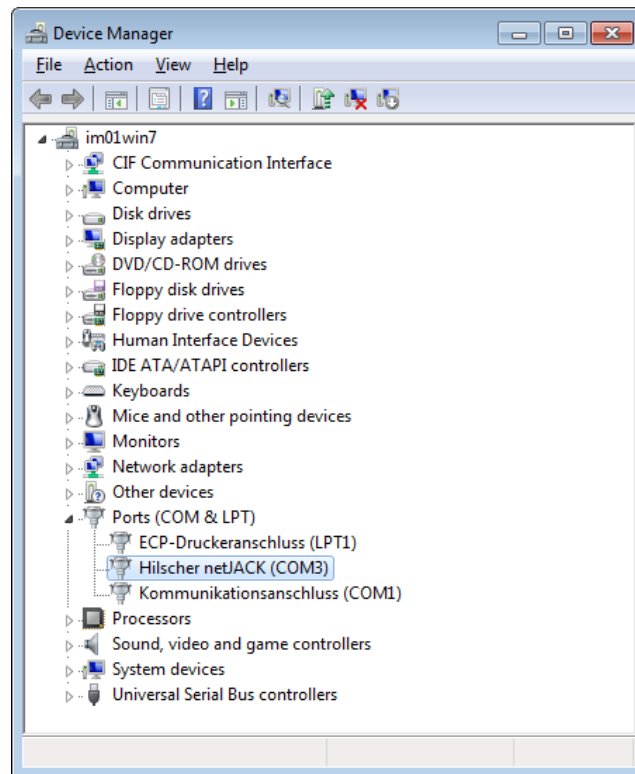 Device Manager
File Action View Help
im01win7
CIF Communication Interface
Computer
Disk drives
Display adapters
DVD/CD-ROM drives
Floppy disk drives
Floppy drive controllers
Human Interface Devices
IDE ATA/ATAPI controllers
Keyboards
Mice and other pointing devices
Monitors
Network adapters
Other devices
Ports (COM & LPT)
ECP-Druckeranschluss (LPT1)
Hilscher netJACK (COM3)
Kommunikationsanschluss (COM1)
Processors
Sound, video and game controllers
System devices
Universal Serial Bus controllers